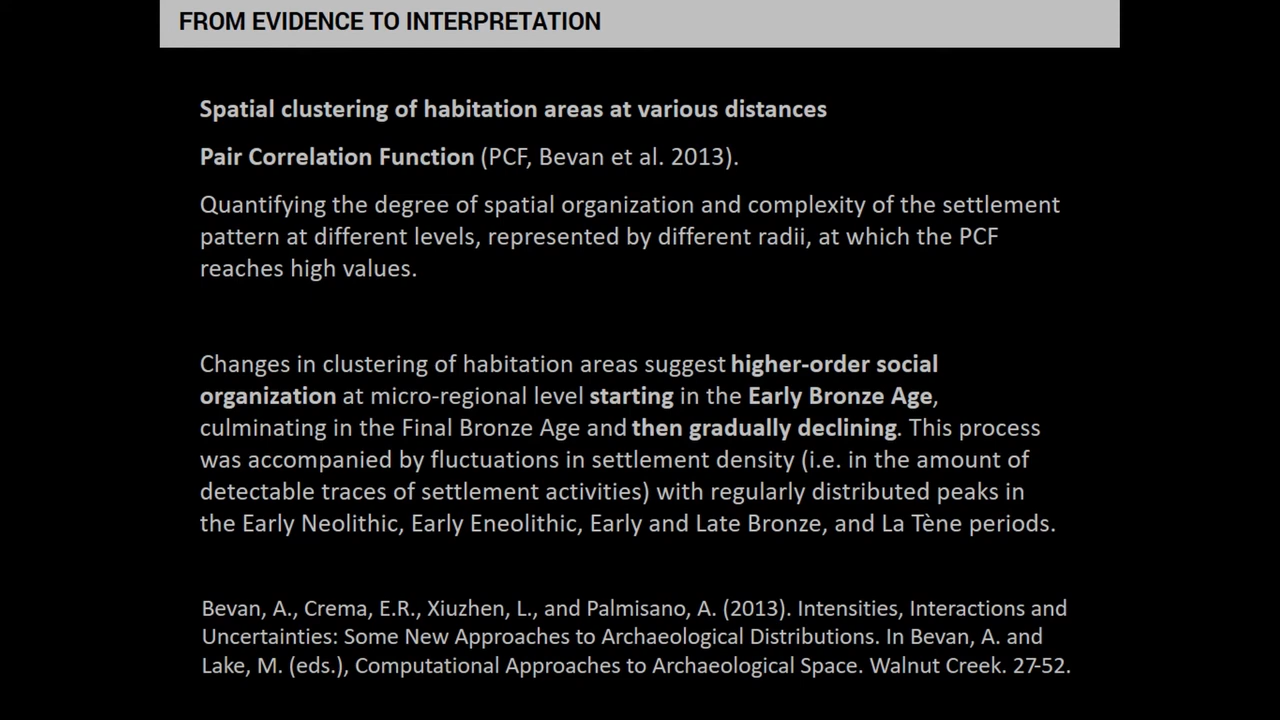 FROM EVIDENCE TO INTERPRETATION
Spatial clustering of habitation areas at various distances
Pair Correlation Function (PCF, Bevan et al. 2013).
Quantifying the degree of spatial organization and complexity of the settlement
pattern at different levels, represented by different radii, at which the PCF
reaches high values.
Changes in clustering of habitation areas suggest higher-order social
organization at micro-regional level starting in the Early Bronze Age,
culminating in the Final Bronze Age and then gradually declining. This process
was accompanied by fluctuations in settlement density (i.e. in the amount of
detectable traces of settlement activities) with regularly distributed peaks in
the Early Neolithic, Early Eneolithic, Early and Late Bronze, and La Tène periods.
Bevan, A., Crema, E.R., Xiuzhen, L., and Palmisano, A. (2013). Intensities, Interactions and
Uncertainties: Some New Approaches to Archaeological Distributions. In Bevan, A. and
Lake, M. (eds.), Computational Approaches to Archaeological Space. Walnut Creek. 27-52.